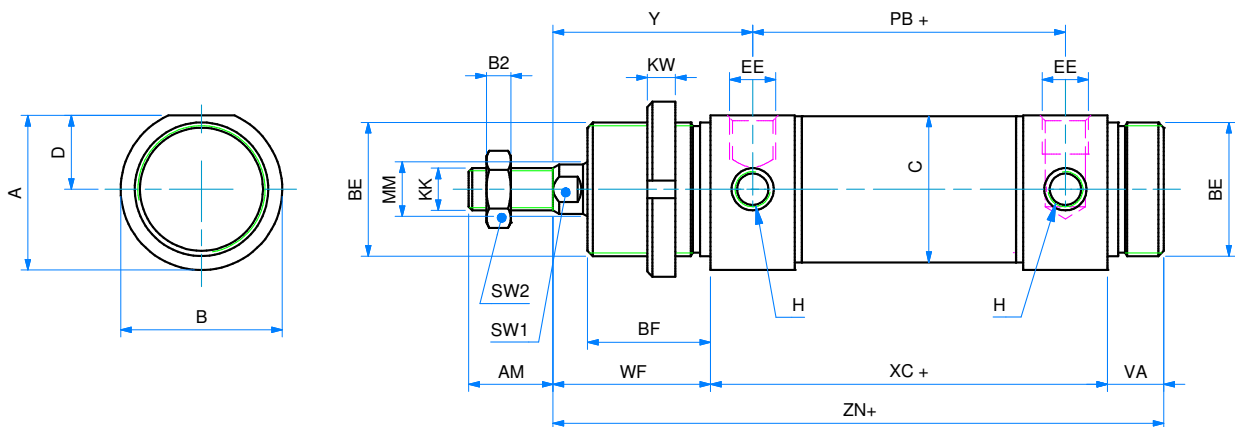 Y
PB +
B2
KW
EE
EE
A
D
BE
MM
KK
C
BE
B
SW2
SW1
BF
H
H
AM
WF
XC +
VA
ZN+